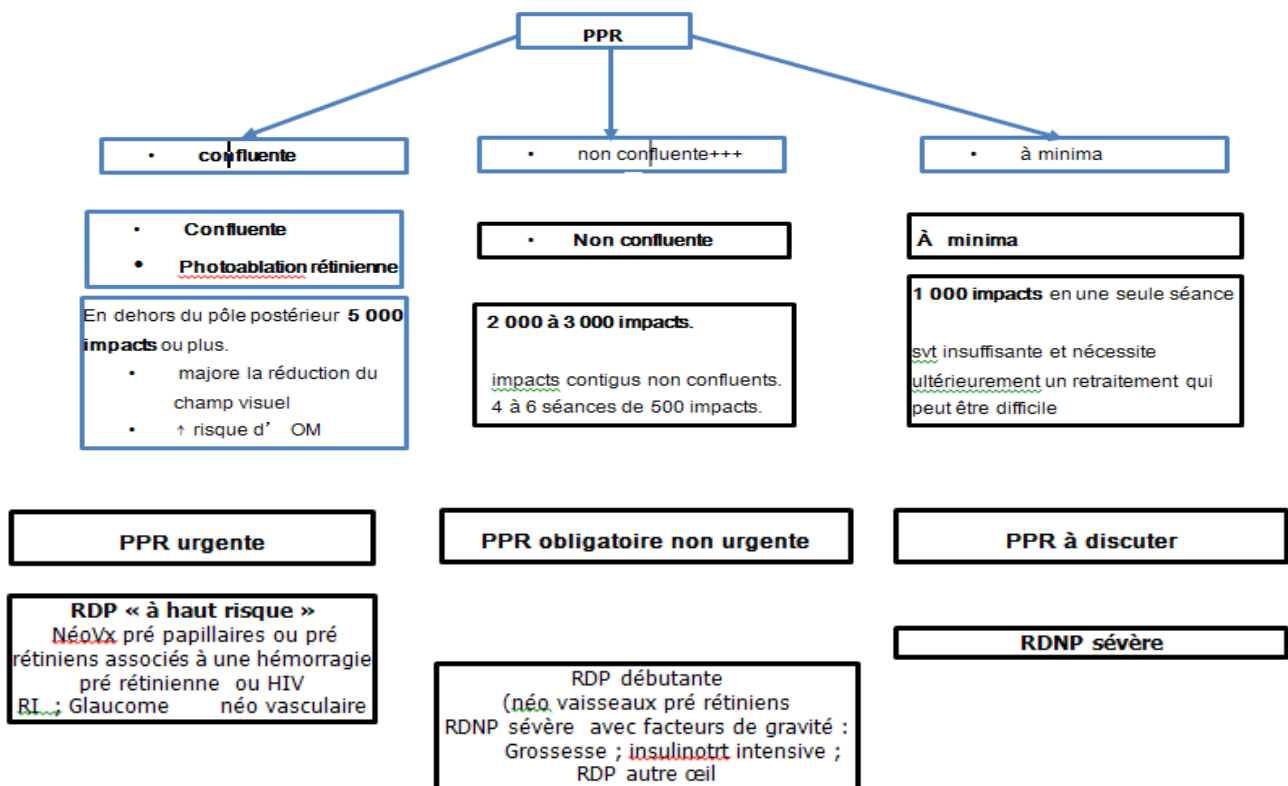 PPR
• confluente
• non confluente+++
• à minima
• Confluente
• Photoablation rétinienne
• Non confluente
À minima
En dehors du pôle postérieur 5 000
impacts ou plus.
• majore la réduction du
champ visuel
• ↑ risque d’ OM
2 000 à 3 000 impacts.
impacts contigus non confluents.
4 à 6 séances de 500 impacts.
1 000 impacts en une seule séance
svt insuffisante et nécessite
ultérieurement un retraitement qui
peut être difficile
PPR urgente
PPR obligatoire non urgente
PPR à discuter
RDP « à haut risque »
NéoVx pré papillaires ou pré
rétiniens associés à une hémorragie
pré rétinienne ou HIV
RI ; Glaucome néo vasculaire
RDP débutante
(néo vaisseaux pré rétiniens
RDNP sévère avec facteurs de gravité :
Grossesse ; insulinotrt intensive ;
RDP autre œil
RDNP sévère